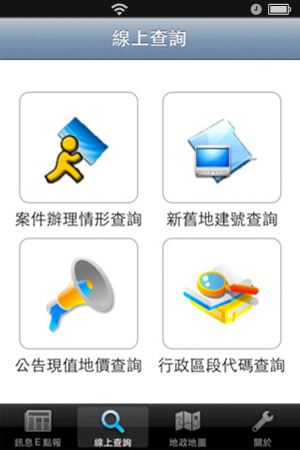 線上查詢
案件辦理情形查詢
新舊地建號查詢
公告現值地價查詢
行政區段代碼查詢
訊息E點報
線上查詢
地政地圖
關於